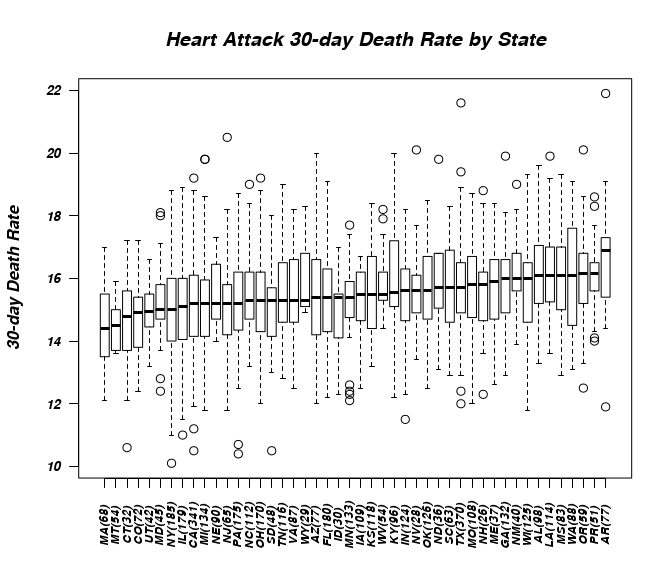 Heart Attack 30-day Death Rate by State
30-day Death Rate
22
20
18
16
14
12
10
MA(68)
MT(54)
CT(32)
CO(72)
UT(42)
MD(45)
NY(185)
IL(179)
CA(341)
MI(134)
NE(90)
NJ(65)
PA(175)
NC(112)
OH(170)
SD(48)
TN(116)
VA(87)
WY(29)
AZ(77)
FL(180)
ID(30)
MN(133)
IA(109)
KS(118)
WV(54)
KY(96)
IN(124)
NV(28)
OK(126)
ND(36)
SC(63)
TX(370)
MO(108)
NH(26)
ME(37)
GA(132)
NM(40)
WI(125)
AL(98)
LA(114)
MS(83)
WA(88)
OR(59)
PR(51)
AR(77)